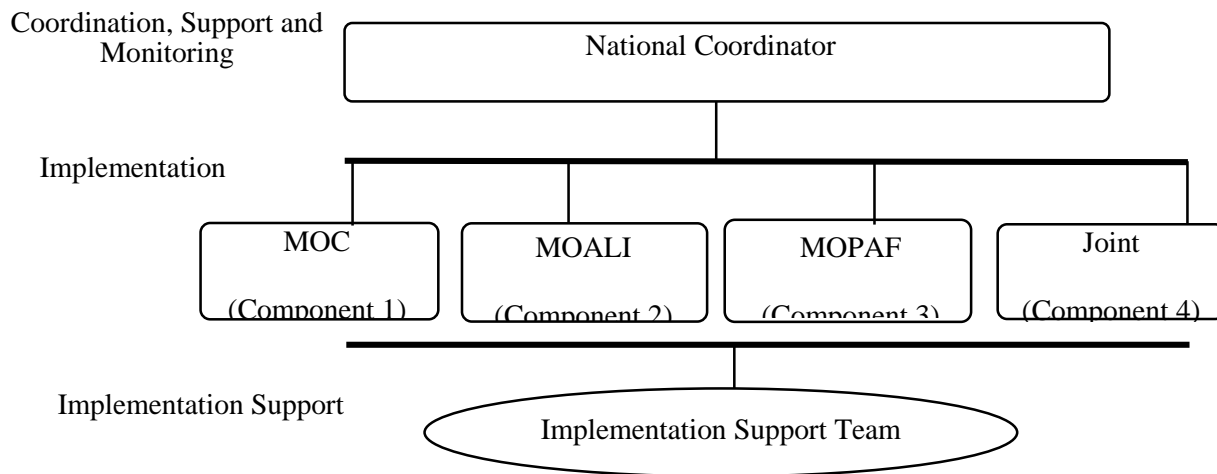 Coordination, Support and
Monitoring
National Coordinator
Implementation
MOC
(Component 1)
MOALI
(Component 2)
MOPAF
(Component 3)
Joint
(Component 4)
Implementation Support
Implementation Support Team